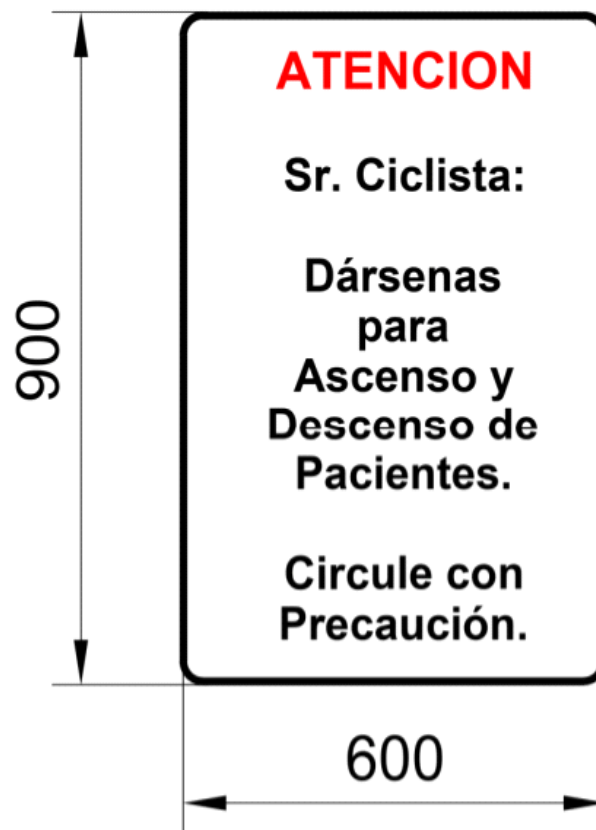 ATENCION
Sr. Ciclista:
Dársenas
para
Ascenso y
Descenso de
Pacientes.
Circule con
Precaución.
900
600